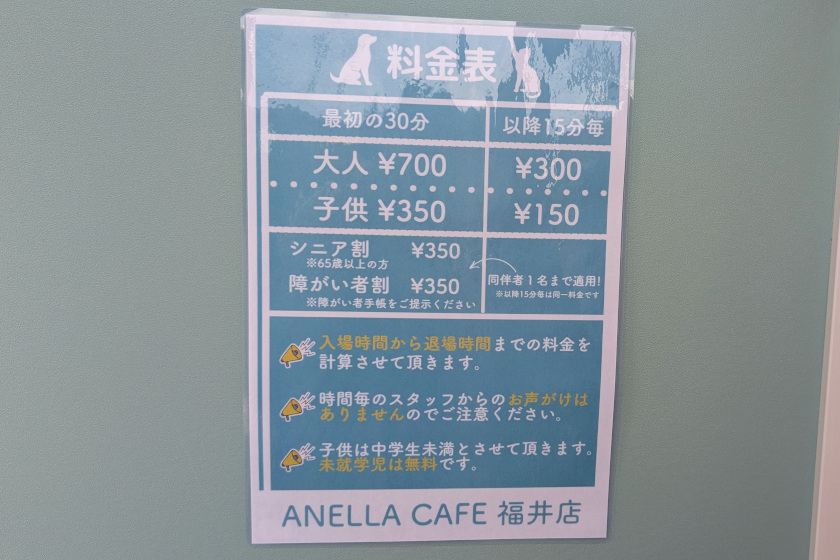 料金表
最初の30分 以降15分毎
大人 ¥700 ¥300
子供 ¥350 ¥150
シニア割 ¥350
※65歳以上の方
障がい者割 ¥350
※障がい者手帳をご提示ください
同伴者1名まで適用!
※以降15分毎は同一料金です
入場時間から退場時間までの料金を
計算させて頂きます。
時間毎のスタッフからのお声がけは
ありませんのでご注意ください。
子供は中学生未満とさせて頂きます。
未就学児は無料です。
ANELLA CAFE 福井店